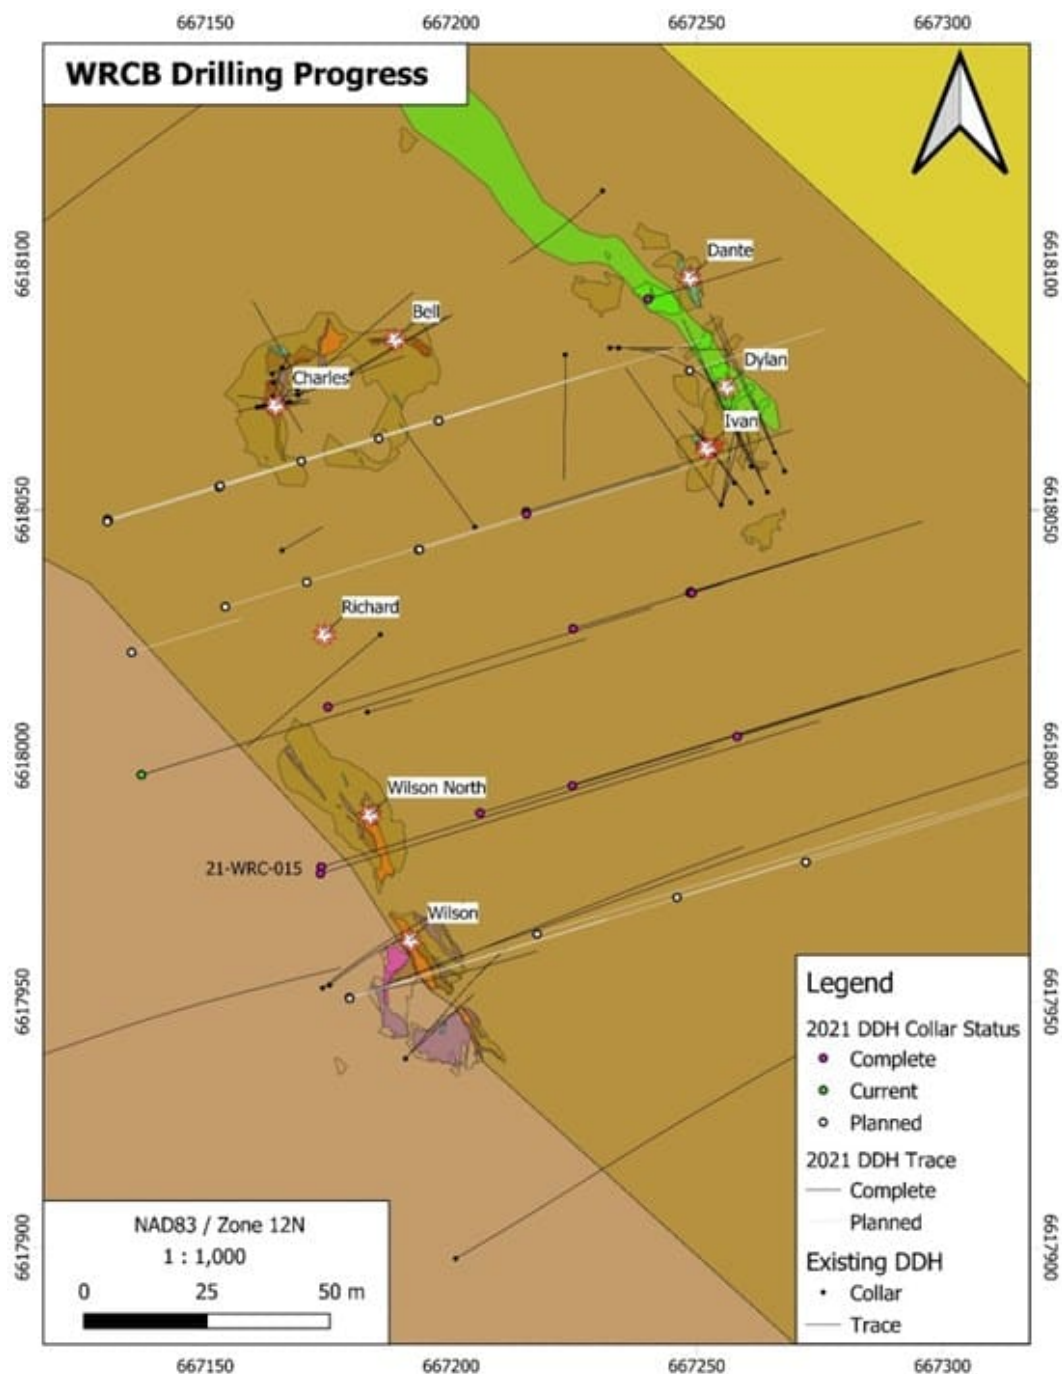 667150 667200 667250 667300
WRCB Drilling Progress
6618100
6618100
Dante
Bell
Dylan
Charles
Ivan
6618050
6618050
Richard
6618000
6618000
Wilson North
21-WRC-015
Wilson
6617950
6617950
Legend
2021 DDH Collar Status
Complete
Current
Planned
2021 DDH Trace
Complete
Planned
Existing DDH
Collar
Trace
6617900
6617900
NAD83 / Zone 12N
1 : 1,000
0 25 50 m
667150 667200 667250 667300